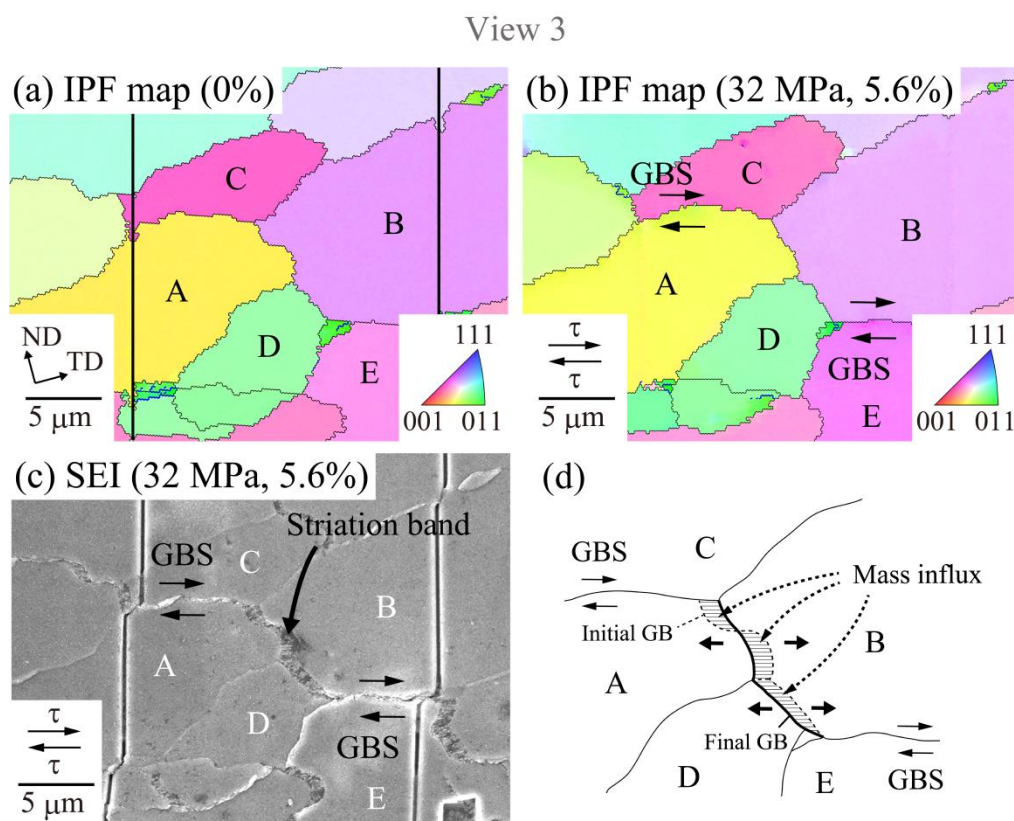 View 3
(a) IPF map (0%)
C
B
A
D
E
ND
TD
5 μm
111
001 011
(b) IPF map (32 MPa, 5.6%)
GBS
C
B
A
D
GBS
E
τ
τ
5 μm
111
001 011
(c) SEI (32 MPa, 5.6%)
Striation band
GBS
C
B
A
D
GBS
E
τ
τ
5 μm
(d)
GBS
C
Mass influx
Initial GB
B
A
Final GB
D
E
GBS